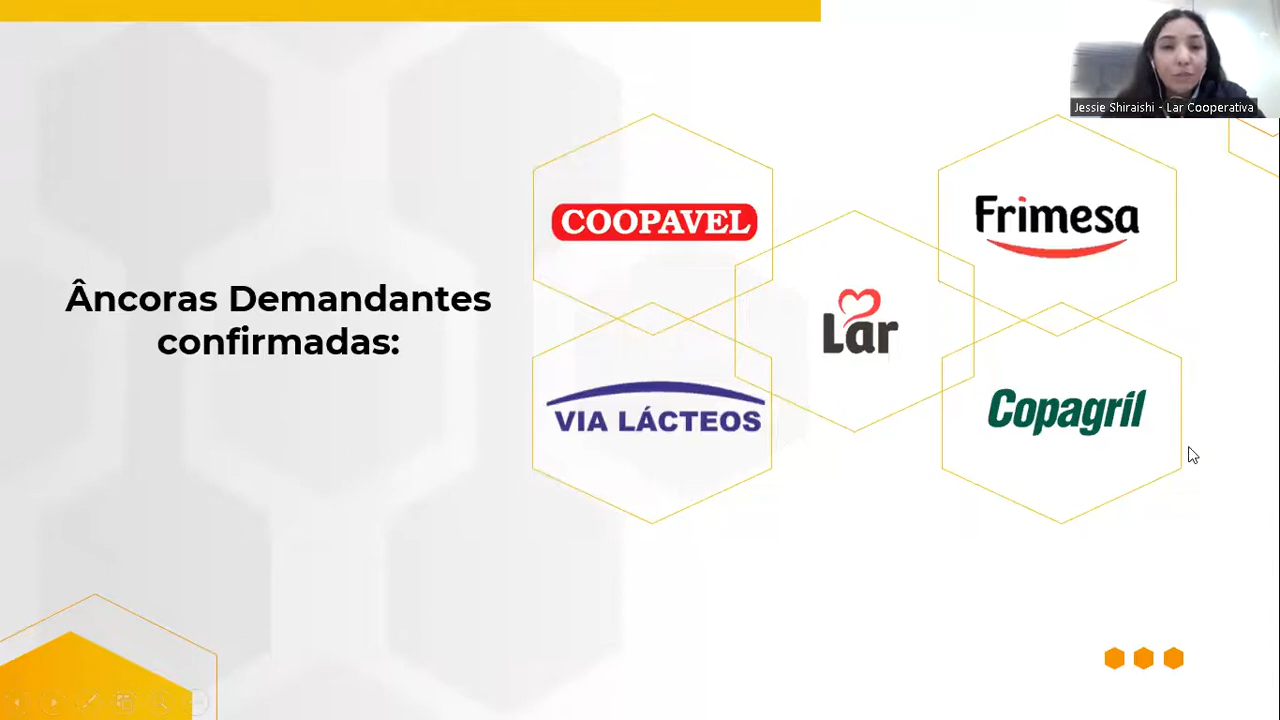 Jessie Shiraishi - Lar Cooperativa
Âncoras Demandantes
confirmadas:
COOPAVEL
Frimesa
Lar
VIA LÁCTEOS
Copagril